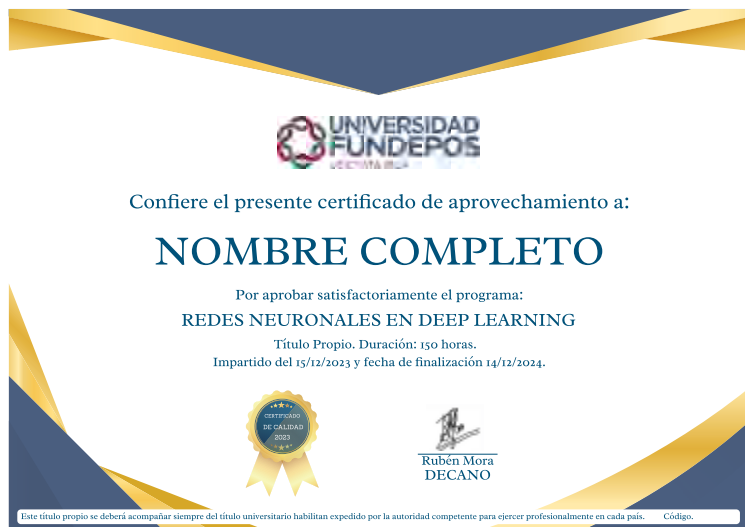 UNIVERSIDAD
FUNDEPOS
Confiere el presente certificado de aprovechamiento a:
NOMBRE COMPLETO
Por aprobar satisfactoriamente el programa:
REDES NEURONALES EN DEEP LEARNING
Título Propio. Duración: 150 horas.
Impartido del 15/12/2023 y fecha de finalización 14/12/2024.
CERTIFICADO
DE CALIDAD
2023
Rubén Mora
DECANO
Este título propio se deberá acompañar siempre del título universitario habilitan expedido por la autoridad competente para ejercer profesionalmente en cada país. Código.